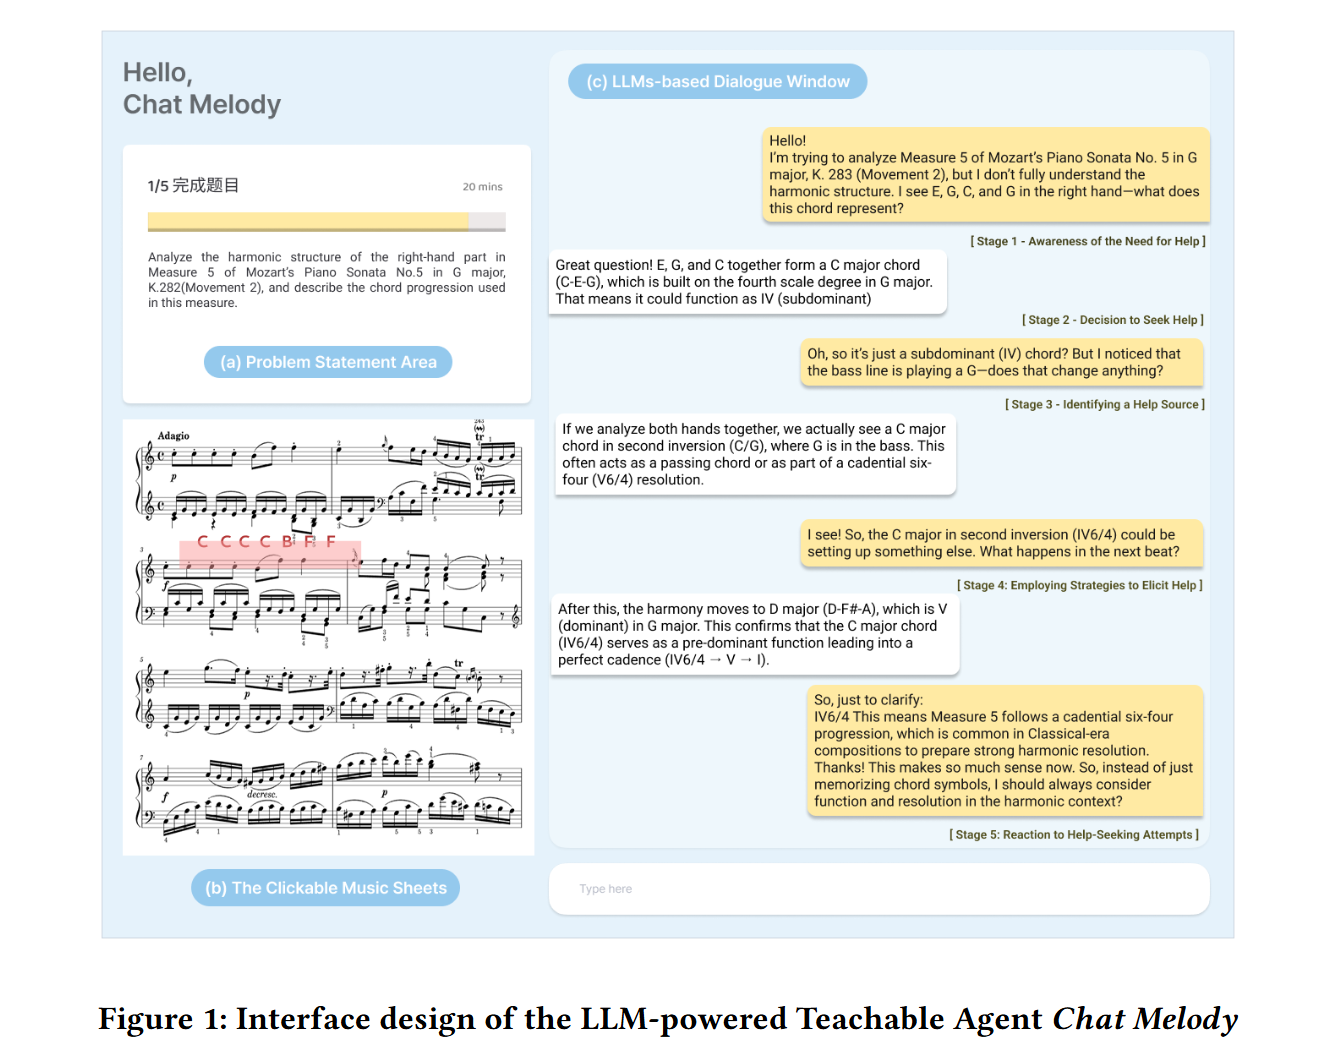 Hello,
Chat Melody
1/5 完成题目
20 mins
Analyze the harmonic structure of the right-hand part in
Measure 5 of Mozart's Piano Sonata No.5 in G major,
K.282(Movement 2), and describe the chord progression used
in this measure.
(a) Problem Statement Area
Adagio
p
tr
tr
C C C C B F F
3
f
5
p
tr
7
f
decresc.
p
(b) The Clickable Music Sheets
(c) LLMs-based Dialogue Window
Hello!
I'm trying to analyze Measure 5 of Mozart's Piano Sonata No. 5 in G
major, K. 283 (Movement 2), but I don't fully understand the
harmonic structure. I see E, G, C, and G in the right hand—what does
this chord represent?
[ Stage 1 - Awareness of the Need for Help ]
Great question! E, G, and C together form a C major chord
(C-E-G), which is built on the fourth scale degree in G major.
That means it could function as IV (subdominant)
[ Stage 2 - Decision to Seek Help ]
Oh, so it's just a subdominant (IV) chord? But I noticed that
the bass line is playing a G—does that change anything?
[ Stage 3 - Identifying a Help Source ]
If we analyze both hands together, we actually see a C major
chord in second inversion (C/G), where G is in the bass. This
often acts as a passing chord or as part of a cadential six-
four (V6/4) resolution.
I see! So, the C major in second inversion (IV6/4) could be
setting up something else. What happens in the next beat?
[ Stage 4: Employing Strategies to Elicit Help ]
After this, the harmony moves to D major (D-F#-A), which is V
(dominant) in G major. This confirms that the C major chord
(IV6/4) serves as a pre-dominant function leading into a
perfect cadence (IV6/4 → V → I).
So, just to clarify:
IV6/4 This means Measure 5 follows a cadential six-four
progression, which is common in Classical-era
compositions to prepare strong harmonic resolution.
Thanks! This makes so much sense now. So, instead of just
memorizing chord symbols, I should always consider
function and resolution in the harmonic context?
[ Stage 5: Reaction to Help-Seeking Attempts ]
Type here
Figure 1: Interface design of the LLM-powered Teachable Agent Chat Melody